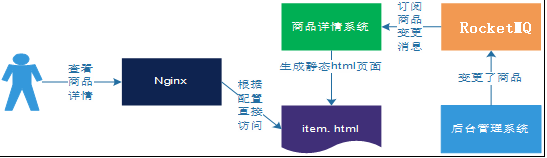 查看
商品
详情
Nginx
根据
配置
直接
访问
商品详情系统
生成静态html页面
item. html
订阅
商品
变更
消息
RocketMQ
变更了商品
后台管理系统